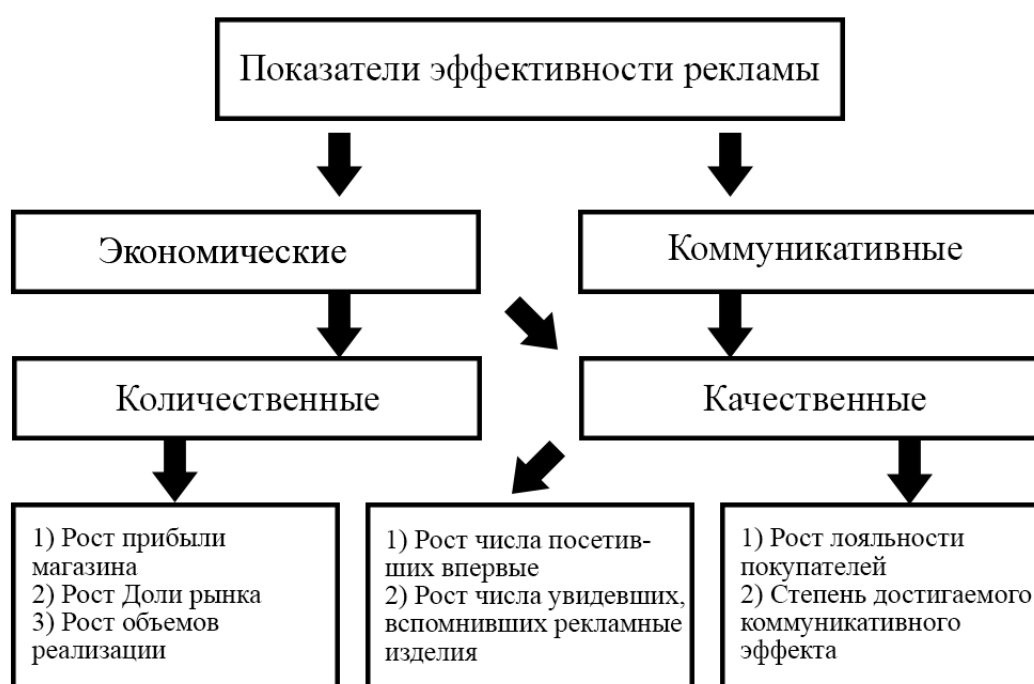 Показатели эффективности рекламы
Экономические
Коммуникативные
Количественные
Качественные
1) Рост прибыли
магазина
2) Рост Доли рынка
3) Рост объемов
реализации
1) Рост числа посетив-
ших впервые
2) Рост числа увидевших,
вспомнивших рекламные
изделия
1) Рост лояльности
покупателей
2) Степень достигаемого
коммуникативного
эффекта